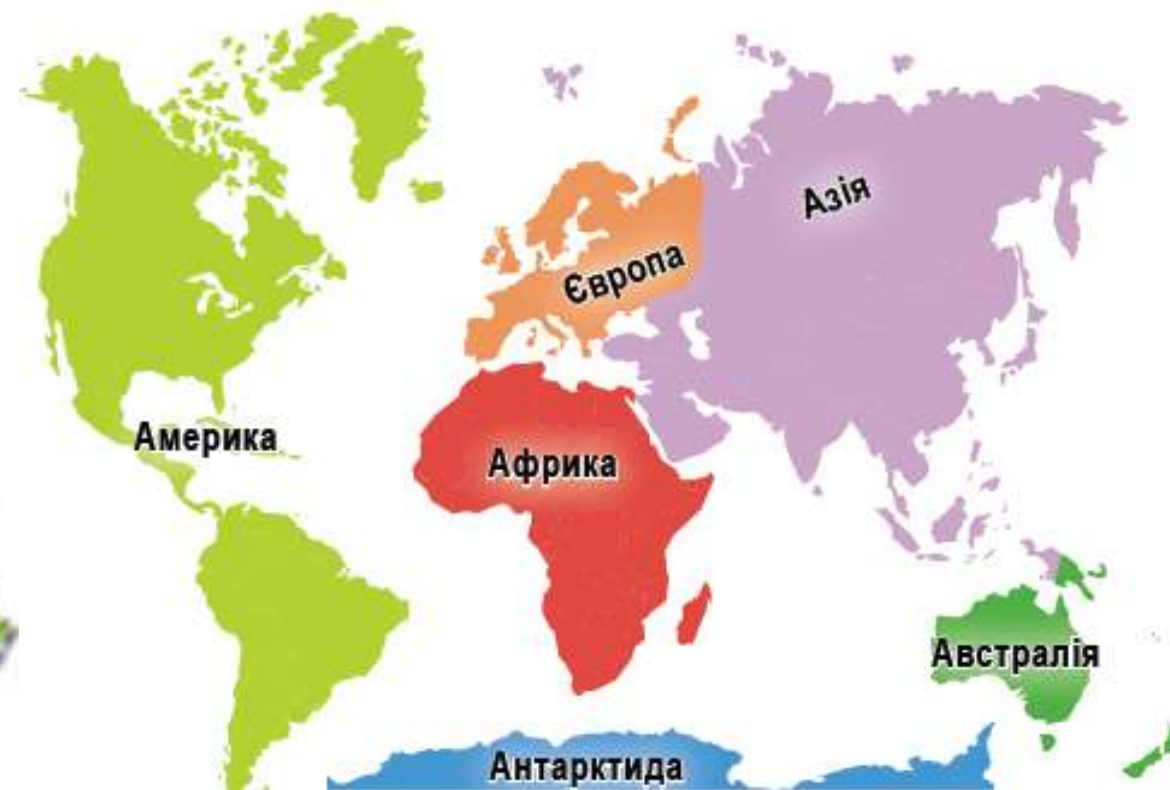 Азія
Європа
Америка
Африка
Австралія
Антарктида